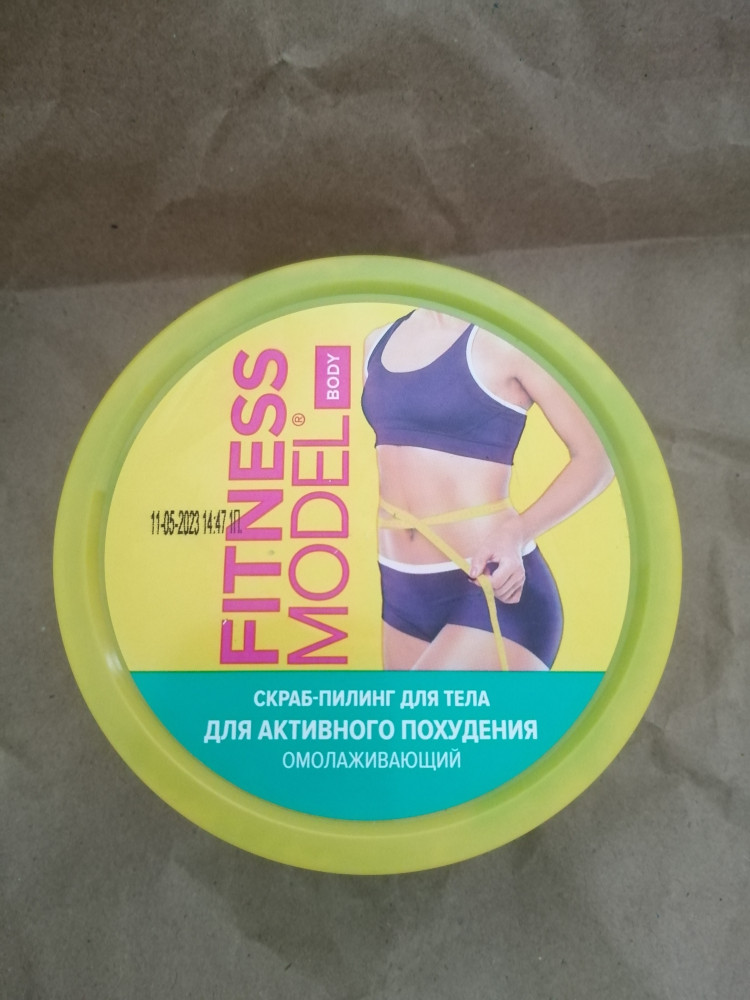 FITNESS
MODEL®
BODY
11-05-2023 14:47 1П.
СКРАБ-ПИЛИНГ ДЛЯ ТЕЛА
ДЛЯ АКТИВНОГО ПОХУДЕНИЯ
ОМОЛАЖИВАЮЩИЙ